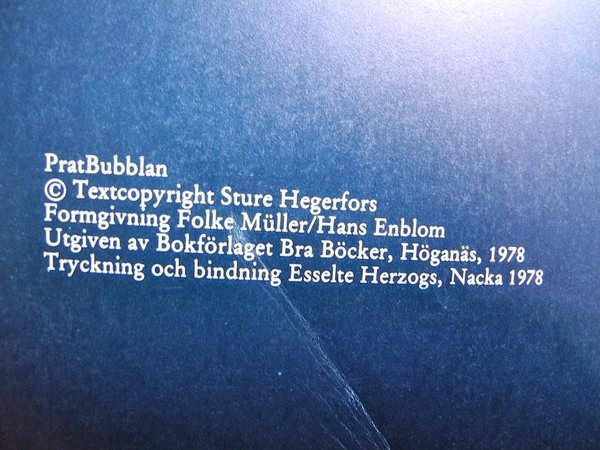 PratBubblan
© Textcopyright Sture Hegerfors
Formgivning Folke Müller/Hans Enblom
Utgiven av Bokförlaget Bra Böcker, Höganäs, 1978
Tryckning och bindning Esselte Herzogs, Nacka 1978